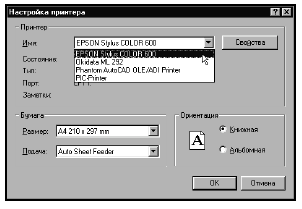 Настройка принтера
Принтер
Имя: EPSON Stylus COLOR 600 Свойства
EPSON Stylus COLOR 600
Состояние: Okidata ML 292
Тип: Phantom AutoCAD OLE/ADI Printer
PIC-Printer
Порт: LPT1:
Заметки:
Бумага
Размер: A4 210 x 297 mm
Подача: Auto Sheet Feeder
Ориентация
A
Книжная
Альбомная
OK Отмена